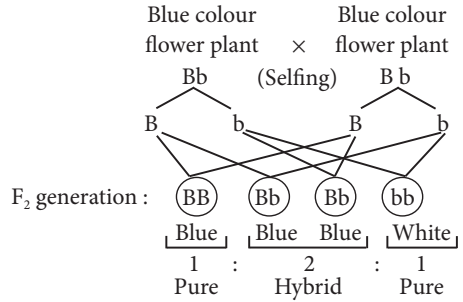 Blue colour Blue colour
flower plant × flower plant
Bb (Selfing) B b
B b B b
F₂ generation : BB Bb Bb bb
Blue Blue Blue White
1 : 2 : 1
Pure Hybrid Pure